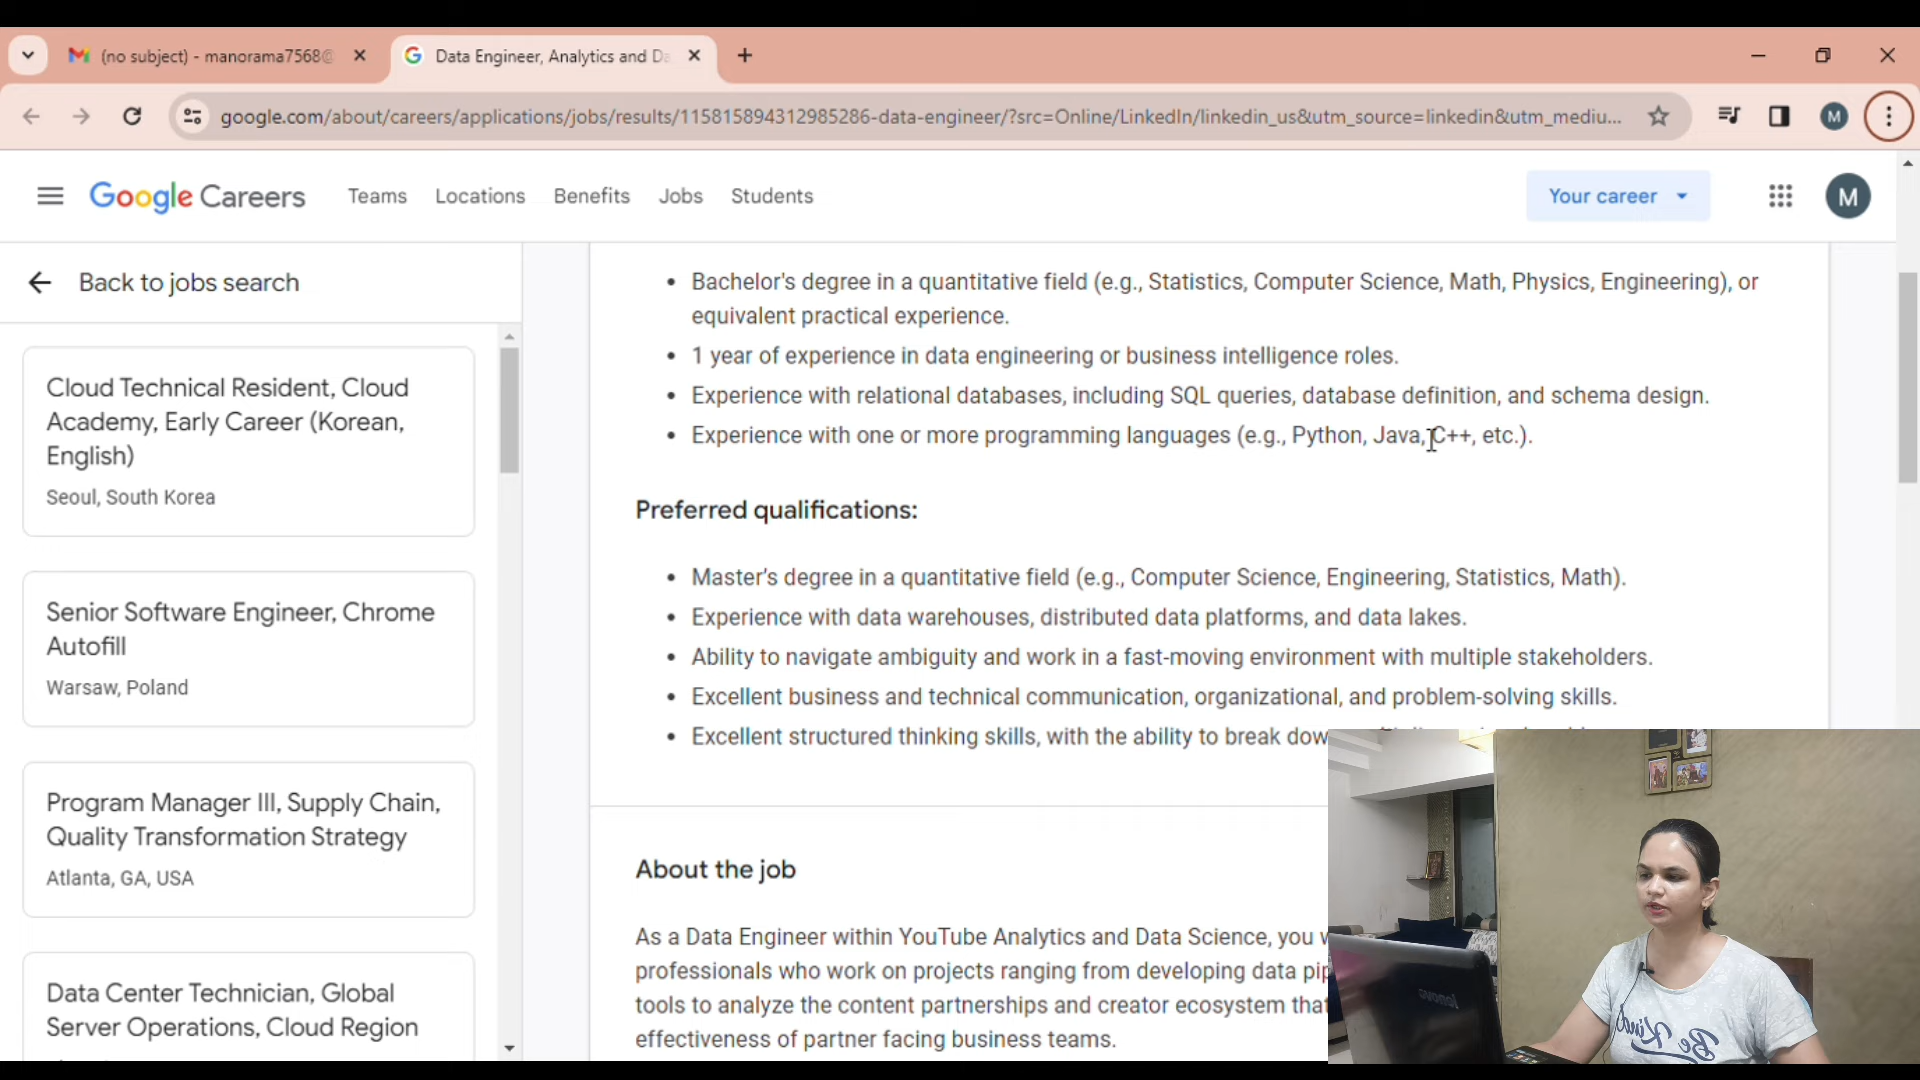 (no subject) - manorama7568@
Data Engineer, Analytics and Da
google.com/about/careers/applications/jobs/results/115815894312985286-data-engineer/?src=Online/LinkedIn/linkedin_us&utm_source=linkedin&utm_mediu...
M
Google Careers
Teams
Locations
Benefits
Jobs
Students
Your career
M
Back to jobs search
Cloud Technical Resident, Cloud
Academy, Early Career (Korean,
English)
Seoul, South Korea
Senior Software Engineer, Chrome
Autofill
Warsaw, Poland
Program Manager III, Supply Chain,
Quality Transformation Strategy
Atlanta, GA, USA
Data Center Technician, Global
Server Operations, Cloud Region
• Bachelor's degree in a quantitative field (e.g., Statistics, Computer Science, Math, Physics, Engineering), or
equivalent practical experience.
• 1 year of experience in data engineering or business intelligence roles.
• Experience with relational databases, including SQL queries, database definition, and schema design.
• Experience with one or more programming languages (e.g., Python, Java, C++, etc.).
Preferred qualifications:
• Master's degree in a quantitative field (e.g., Computer Science, Engineering, Statistics, Math).
• Experience with data warehouses, distributed data platforms, and data lakes.
• Ability to navigate ambiguity and work in a fast-moving environment with multiple stakeholders.
• Excellent business and technical communication, organizational, and problem-solving skills.
• Excellent structured thinking skills, with the ability to break dow
About the job
As a Data Engineer within YouTube Analytics and Data Science, you
professionals who work on projects ranging from developing data pip
tools to analyze the content partnerships and creator ecosystem that
effectiveness of partner facing business teams.
lenovo
Be Kind